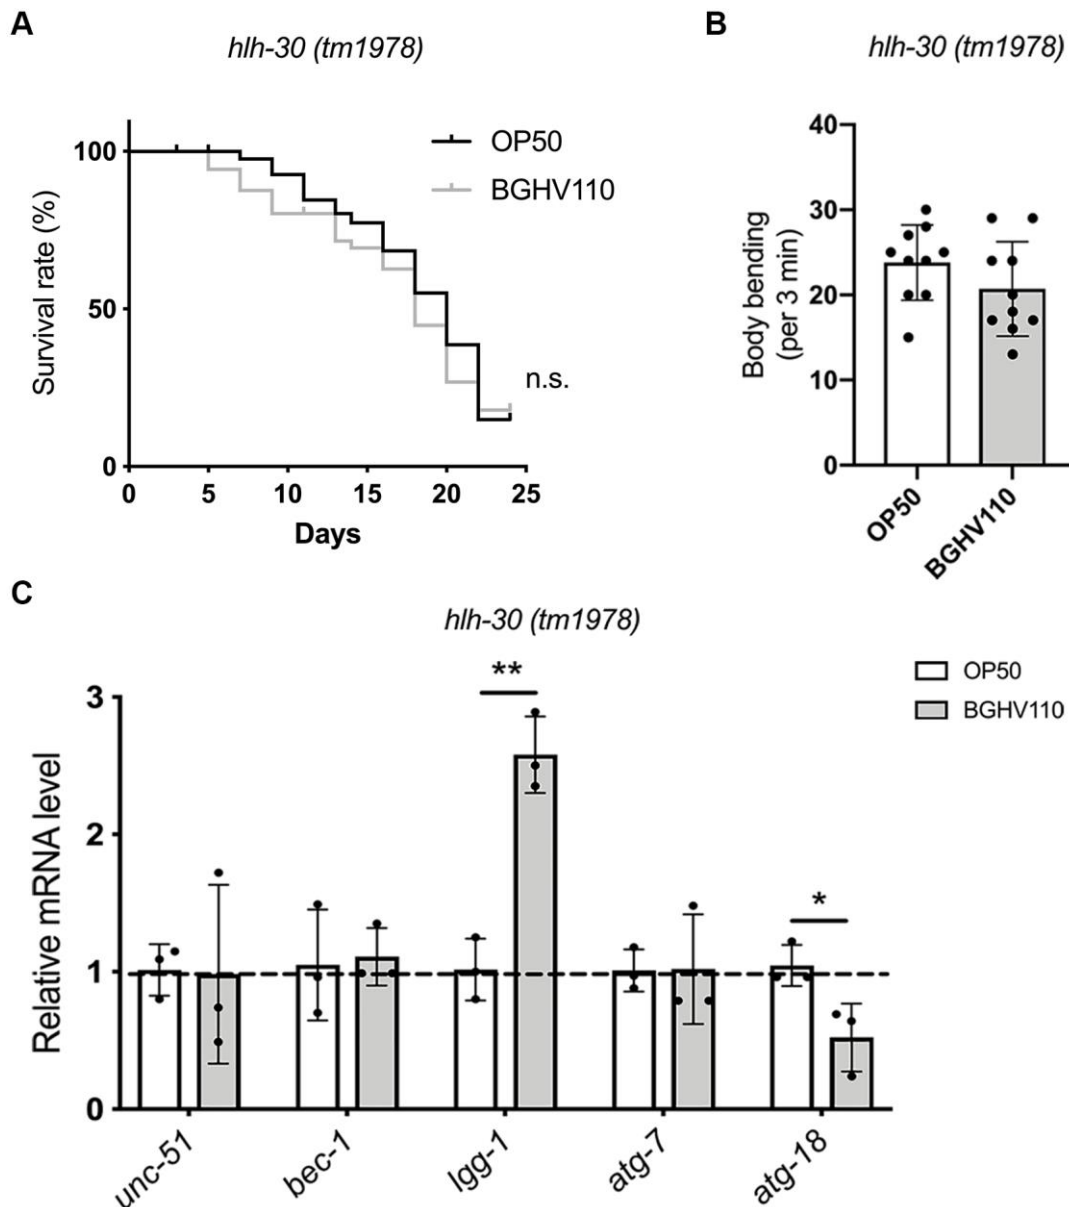 A
hlh-30 (tm1978)
OP50
BGHV110
100
50
0
Survival rate (%)
n.s.
0 5 10 15 20 25
Days
B
hlh-30 (tm1978)
40
30
20
10
0
Body bending
(per 3 min)
OP50
BGHV110
C
hlh-30 (tm1978)
OP50
BGHV110
**
*
3
2
1
0
Relative mRNA level
unc-51
bec-1
lgg-1
atg-7
atg-18